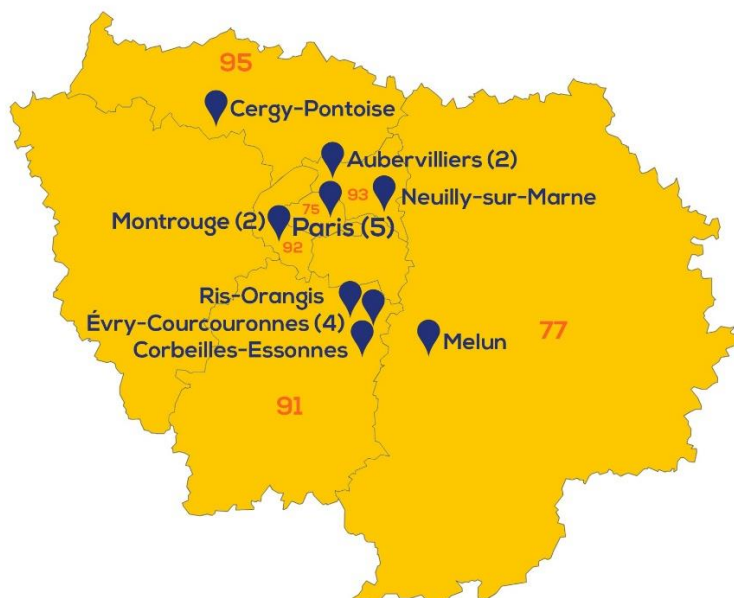 95
Cergy-Pontoise
Aubervilliers (2)
93
Neuilly-sur-Marne
75
Montrouge (2)
Paris (5)
92
Ris-Orangis
Évry-Courcouronnes (4)
Corbeilles-Essonnes
Melun
77
91